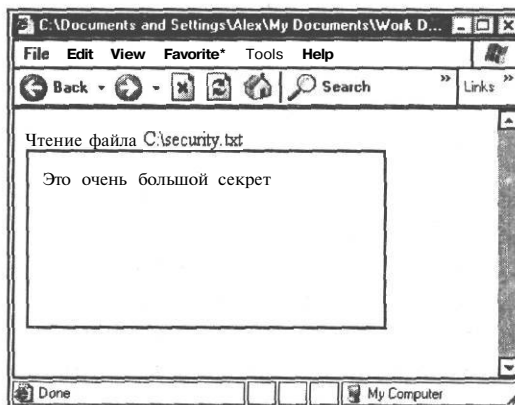 C:\Documents and Settings\Alex\My Documents\Work D...
File Edit View Favorite* Tools Help
Back Search » Links »
Чтение файла C:\security.txt
Это очень большой секрет
Done My Computer